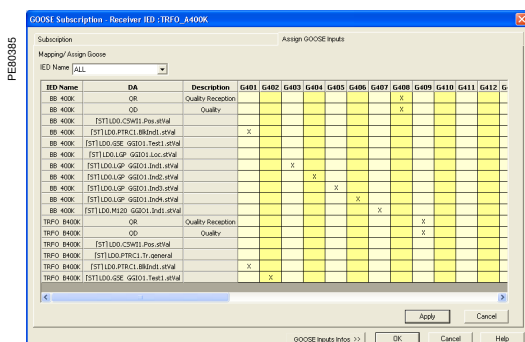 PE80385
GOOSE Subscription - Receiver IED :TRFO_A400K
Subscription Assign GOOSE Inputs
Mapping/ Assign Goose
IED Name ALL
IED Name DA Description G401 G402 G403 G404 G405 G406 G407 G408 G409 G410 G411 G412 G
BB 400K QR Quality Reception X
BB 400K QD Quality X
BB 400K [ST]LD0.CSWI1.Pos.stVal
BB 400K [ST]LD0.PTRC1.BlkInd1.stVal X
BB 400K [ST]LD0.GSE GGIO1.Test1.stVal
BB 400K [ST]LD0.LGP GGIO1.Loc.stVal
BB 400K [ST]LD0.LGP GGIO1.Ind1.stVal X
BB 400K [ST]LD0.LGP GGIO1.Ind2.stVal X
BB 400K [ST]LD0.LGP GGIO1.Ind3.stVal X
BB 400K [ST]LD0.LGP GGIO1.Ind4.stVal X
BB 400K [ST]LD0.M120 GGIO1.Ind1.stVal X
TRFO B400K QR Quality Reception X
TRFO B400K QD Quality X
TRFO B400K [ST]LD0.CSWI1.Pos.stVal
TRFO B400K [ST]LD0.PTRC1.Tr.general
TRFO B400K [ST]LD0.PTRC1.BlkInd1.stVal X
TRFO B400K [ST]LD0.GSE GGIO1.Test1.stVal X
Apply Cancel
GOOSE Inputs Infos >> OK Cancel Help